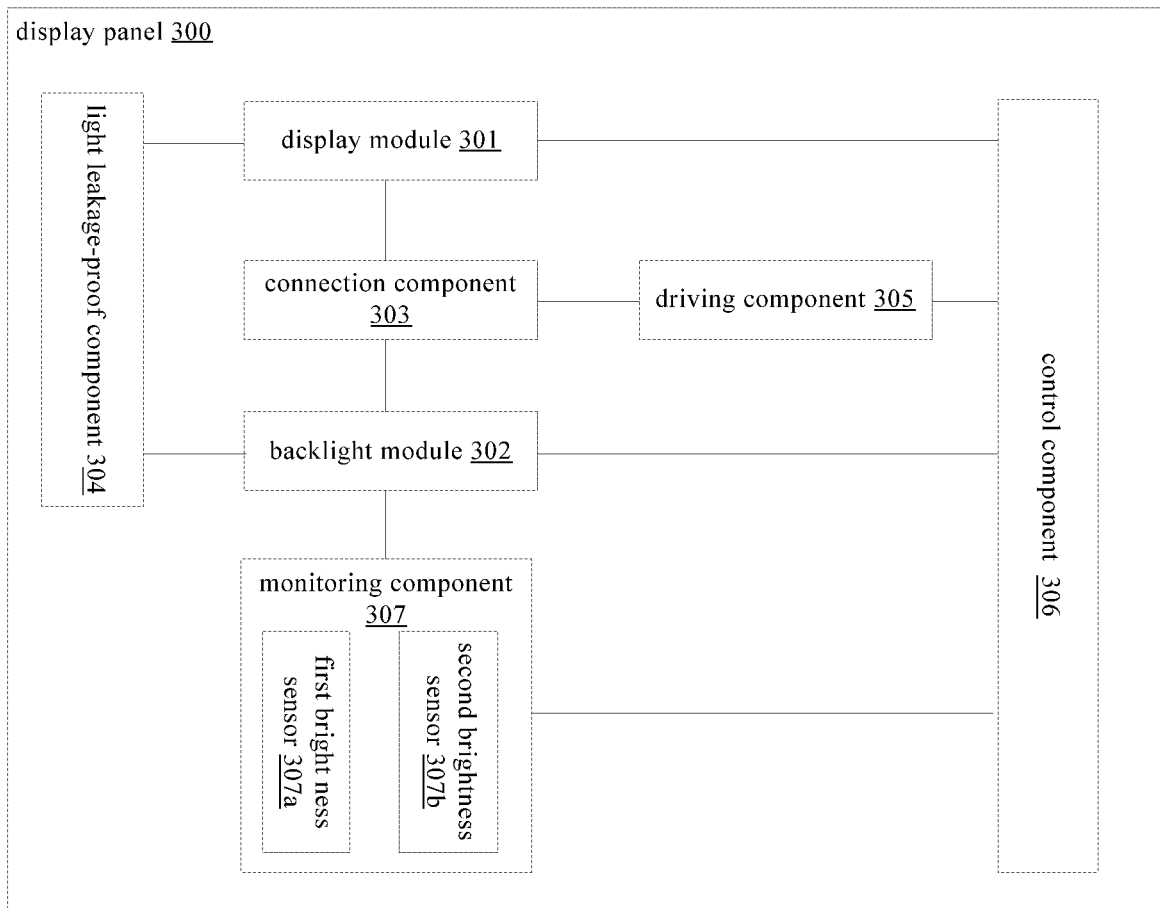 display panel 300
light leakage-proof component 304
display module 301
connection component
303
driving component 305
backlight module 302
control component 306
monitoring component
307
first bright ness
sensor 307a
second brightness
sensor 307b